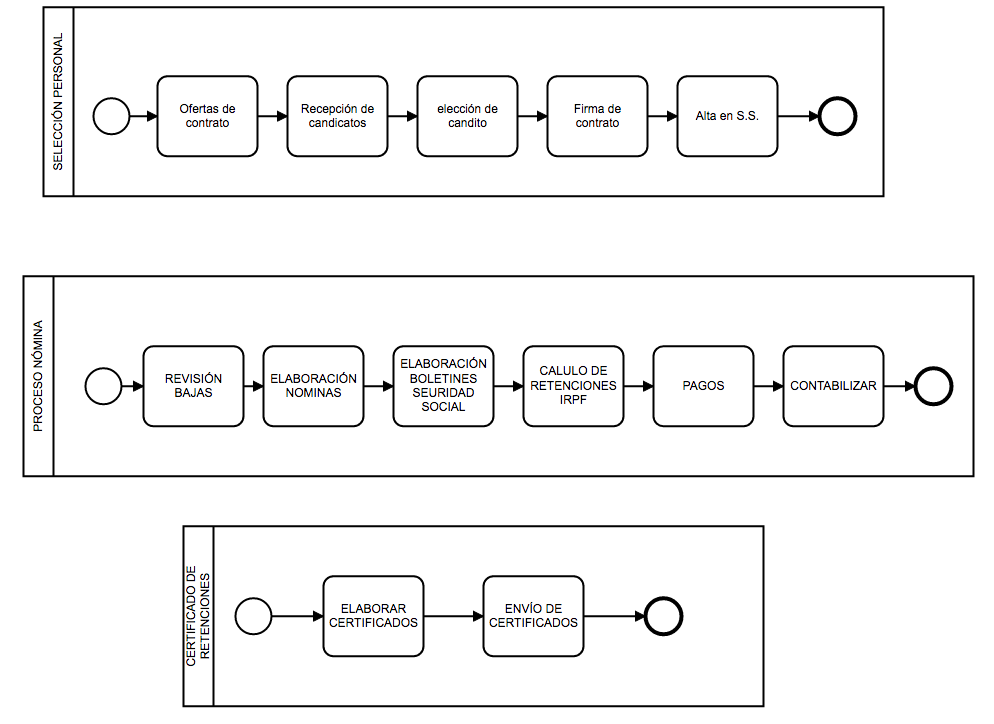 SELECCIÓN PERSONAL
Ofertas de
contrato
Recepción de
candicatos
elección de
candito
Firma de
contrato
Alta en S.S.
PROCESO NÓMINA
REVISIÓN
BAJAS
ELABORACIÓN
NOMINAS
ELABORACIÓN
BOLETINES
SEURIDAD
SOCIAL
CALULO DE
RETENCIONES
IRPF
PAGOS
CONTABILIZAR
CERTIFICADO DE
RETENCIONES
ELABORAR
CERTIFICADOS
ENVÍO DE
CERTIFICADOS